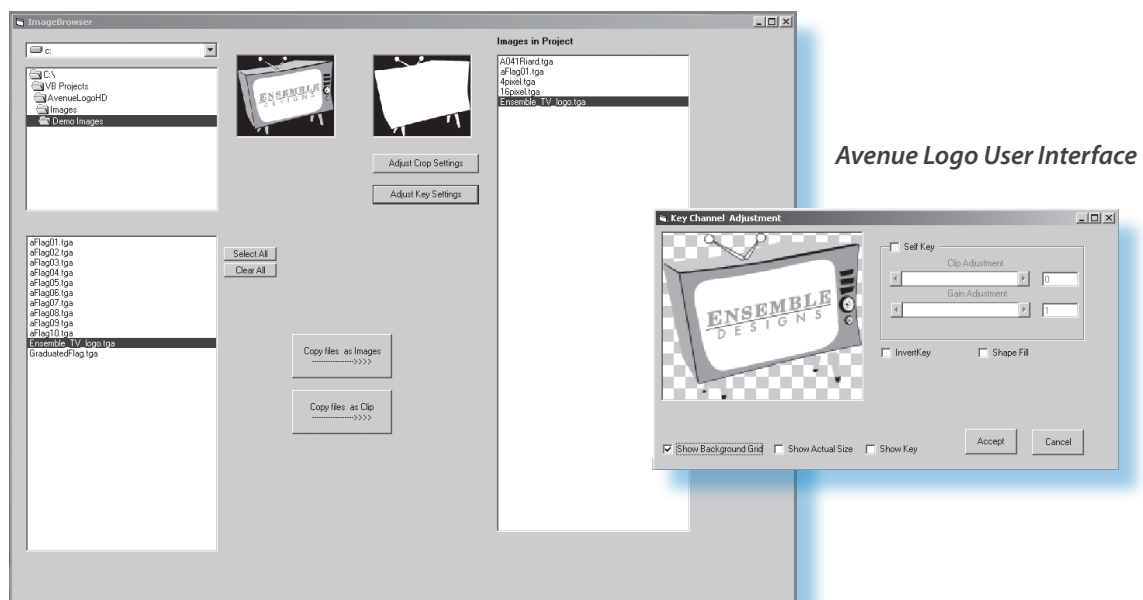 ImageBrowser
c:
C:\
VB Projects
AvenueLogoHD
Images
Demo Images
ENSEMBLE
DESIGNS
Adjust Crop Settings
Adjust Key Settings
aFlag01.tga
aFlag02.tga
aFlag03.tga
aFlag04.tga
aFlag05.tga
aFlag06.tga
aFlag07.tga
aFlag08.tga
aFlag09.tga
aFlag10.tga
Ensemble_TV_logo.tga
GraduatedFlag.tga
Select All
Clear All
Copy files as Images
----------------->>>>
Copy files as Clip
----------------->>>>
Images in Project
A041Riard.tga
aFlag01.tga
4pixel.tga
16pixel.tga
Ensemble_TV_logo.tga
Avenue Logo User Interface
Key Channel Adjustment
ENSEMBLE
DESIGNS
Self Key
Clip Adjustment
0
Gain Adjustment
1
InvertKey
Shape Fill
Show Background Grid
Show Actual Size
Show Key
Accept
Cancel